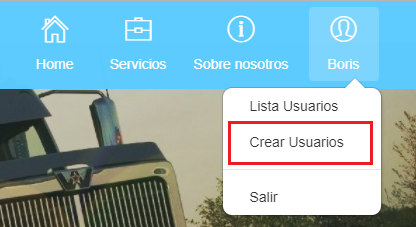 Home Servicios Sobre nosotros Boris
Lista Usuarios
Crear Usuarios
Salir